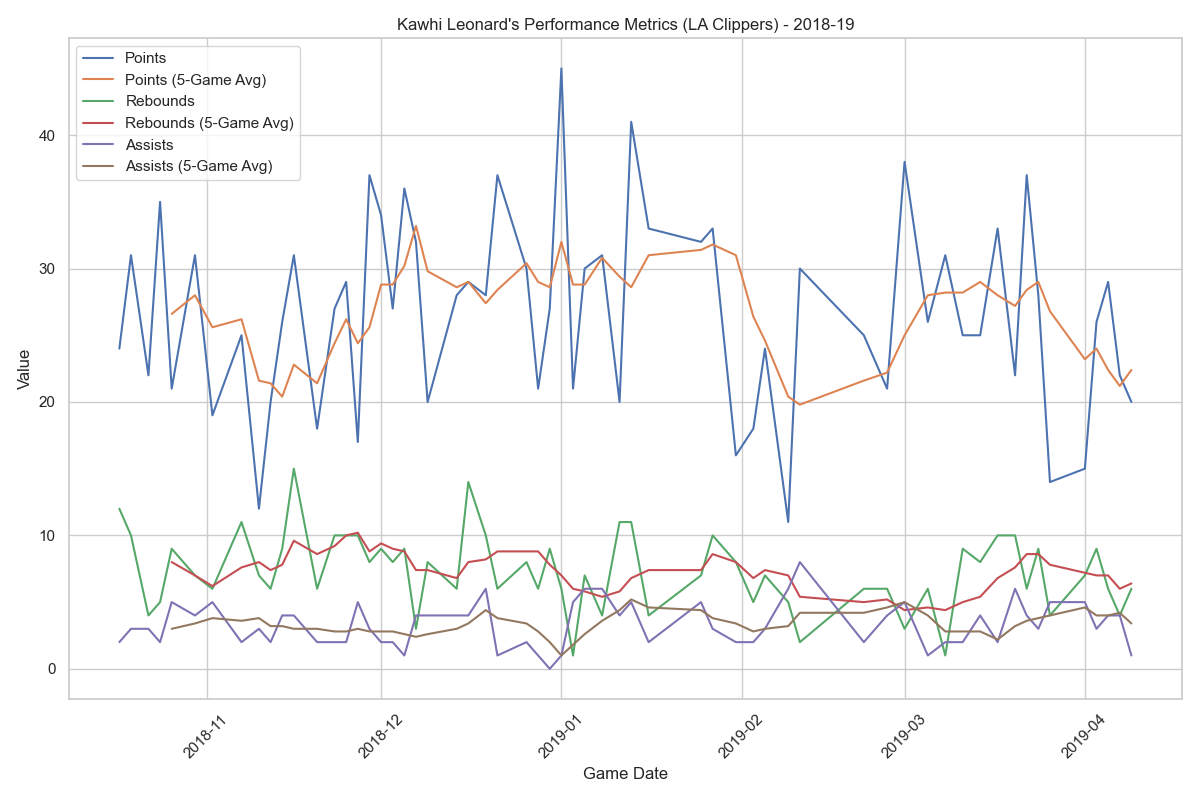 Kawhi Leonard's Performance Metrics (LA Clippers) - 2018-19
Points
Points (5-Game Avg)
Rebounds
Rebounds (5-Game Avg)
Assists
Assists (5-Game Avg)
Value
40
30
20
10
0
2018-11
2018-12
2019-01
2019-02
2019-03
2019-04
Game Date